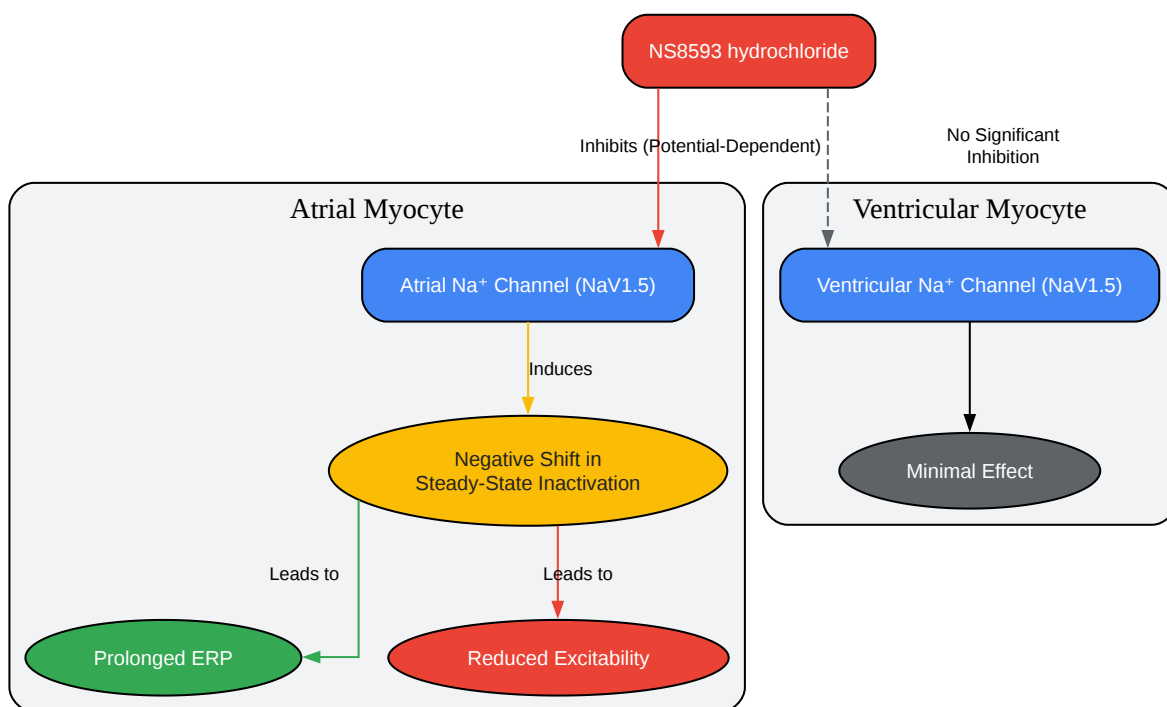 NS8593 hydrochloride
Inhibits (Potential-Dependent)
No Significant
Inhibition
Atrial Myocyte
Ventricular Myocyte
Atrial Na⁺ Channel (NaV1.5)
Ventricular Na⁺ Channel (NaV1.5)
Induces
Negative Shift in
Steady-State Inactivation
Minimal Effect
Leads to
Leads to
Prolonged ERP
Reduced Excitability